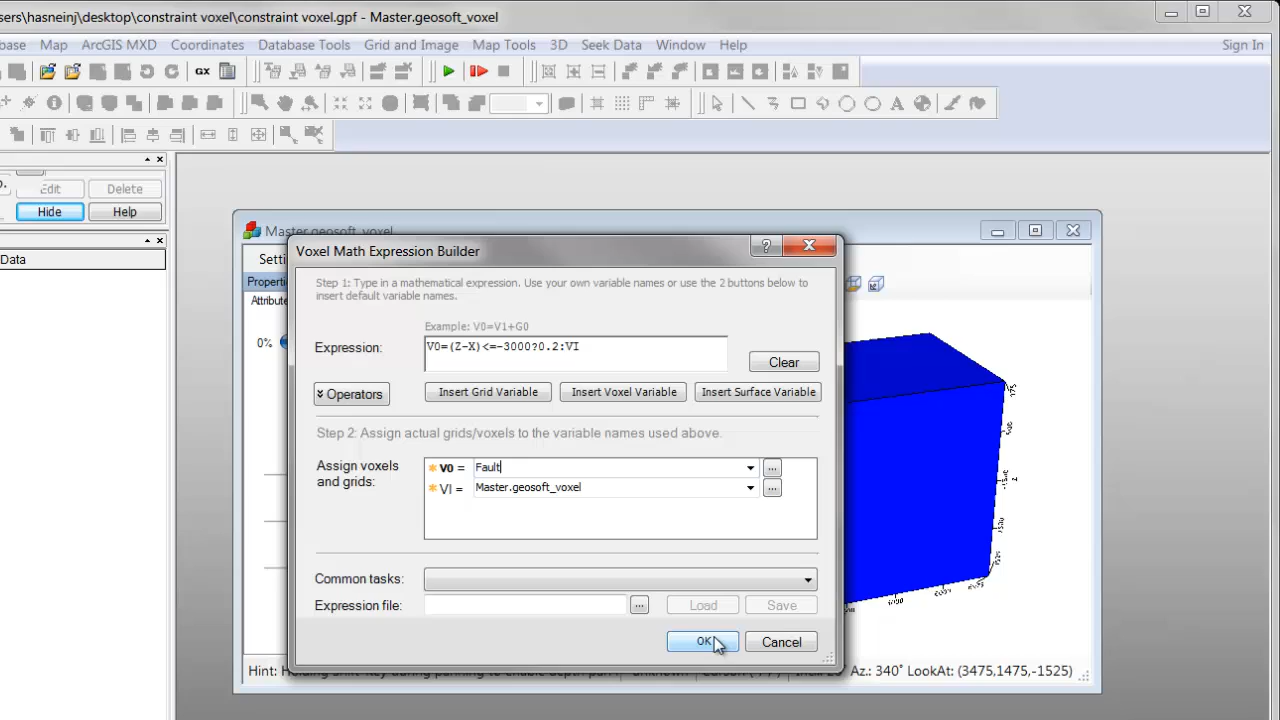 sers\hasneinj\desktop\constraint voxel\constraint voxel.gpf - Master.geosoft_voxel
base Map ArcGIS MXD Coordinates Database Tools Grid and Image Map Tools 3D Seek Data Window Help Sign In
GX
Edit Delete
Hide Help
Data
Master.geosoft_voxel
Setti
Properti
Attribute
0%
Voxel Math Expression Builder
Step 1: Type in a mathematical expression. Use your own variable names or use the 2 buttons below to
insert default variable names.
Example: V0=V1+G0
Expression: V0=(Z-X)<=-3000?0.2:VI
Clear
Operators Insert Grid Variable Insert Voxel Variable Insert Surface Variable
Step 2: Assign actual grids/voxels to the variable names used above.
Assign voxels
and grids:
V0 = Fault
VI = Master.geosoft_voxel
Common tasks:
Expression file: ... Load Save
OK Cancel
Az.: 340° LookAt: (3475,1475,-1525)